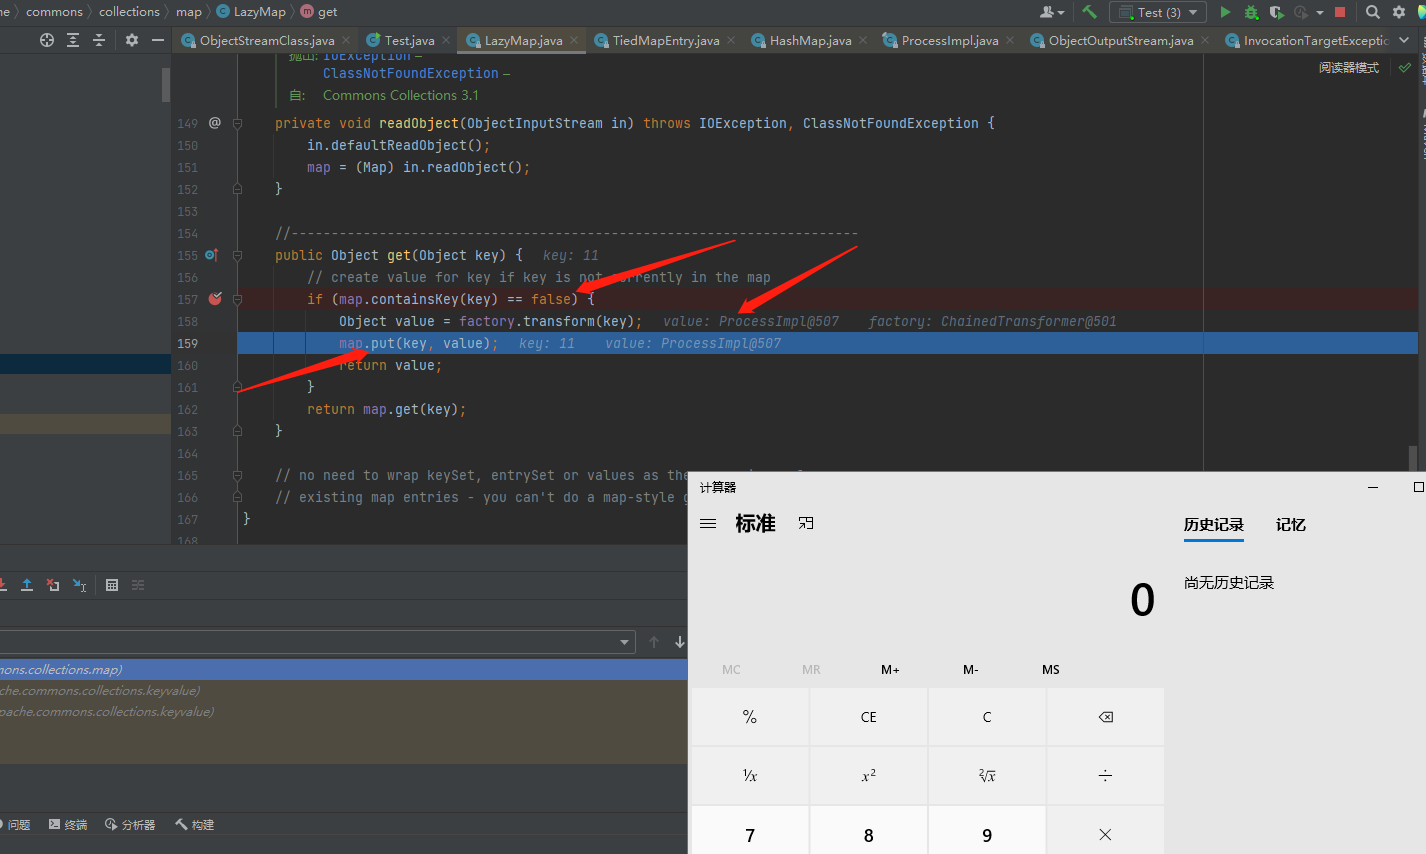 commons > collections > map > LazyMap > get
Test (3)
ObjectStreamClass.java Test.java LazyMap.java TiedMapEntry.java HashMap.java ProcessImpl.java ObjectOutputStream.java InvocationTargetExceptic
抛出: IOException –
ClassNotFoundException –
自: Commons Collections 3.1
阅读器模式
149 @ private void readObject(ObjectInputStream in) throws IOException, ClassNotFoundException {
150 in.defaultReadObject();
151 map = (Map) in.readObject();
152 }
153
154 //-----------------------------------------------------------------------
155 public Object get(Object key) { key: 11
156 // create value for key if key is not currently in the map
157 if (map.containsKey(key) == false) {
158 Object value = factory.transform(key); value: ProcessImpl@507 factory: ChainedTransformer@501
159 map.put(key, value); key: 11 value: ProcessImpl@507
160 return value;
161 }
162 return map.get(key);
163 }
164
165 // no need to wrap keySet, entrySet or values as the
166 // existing map entries - you can't do a map-style g
167 }
168
mons.collections.map)
che.commons.collections.keyvalue)
pache.commons.collections.keyvalue)
问题 终端 分析器 构建
计算器
标准
历史记录 记忆
尚无历史记录
0
MC MR M+ M- MS
% CE C
¹/x x² ²√x ÷
7 8 9 ×